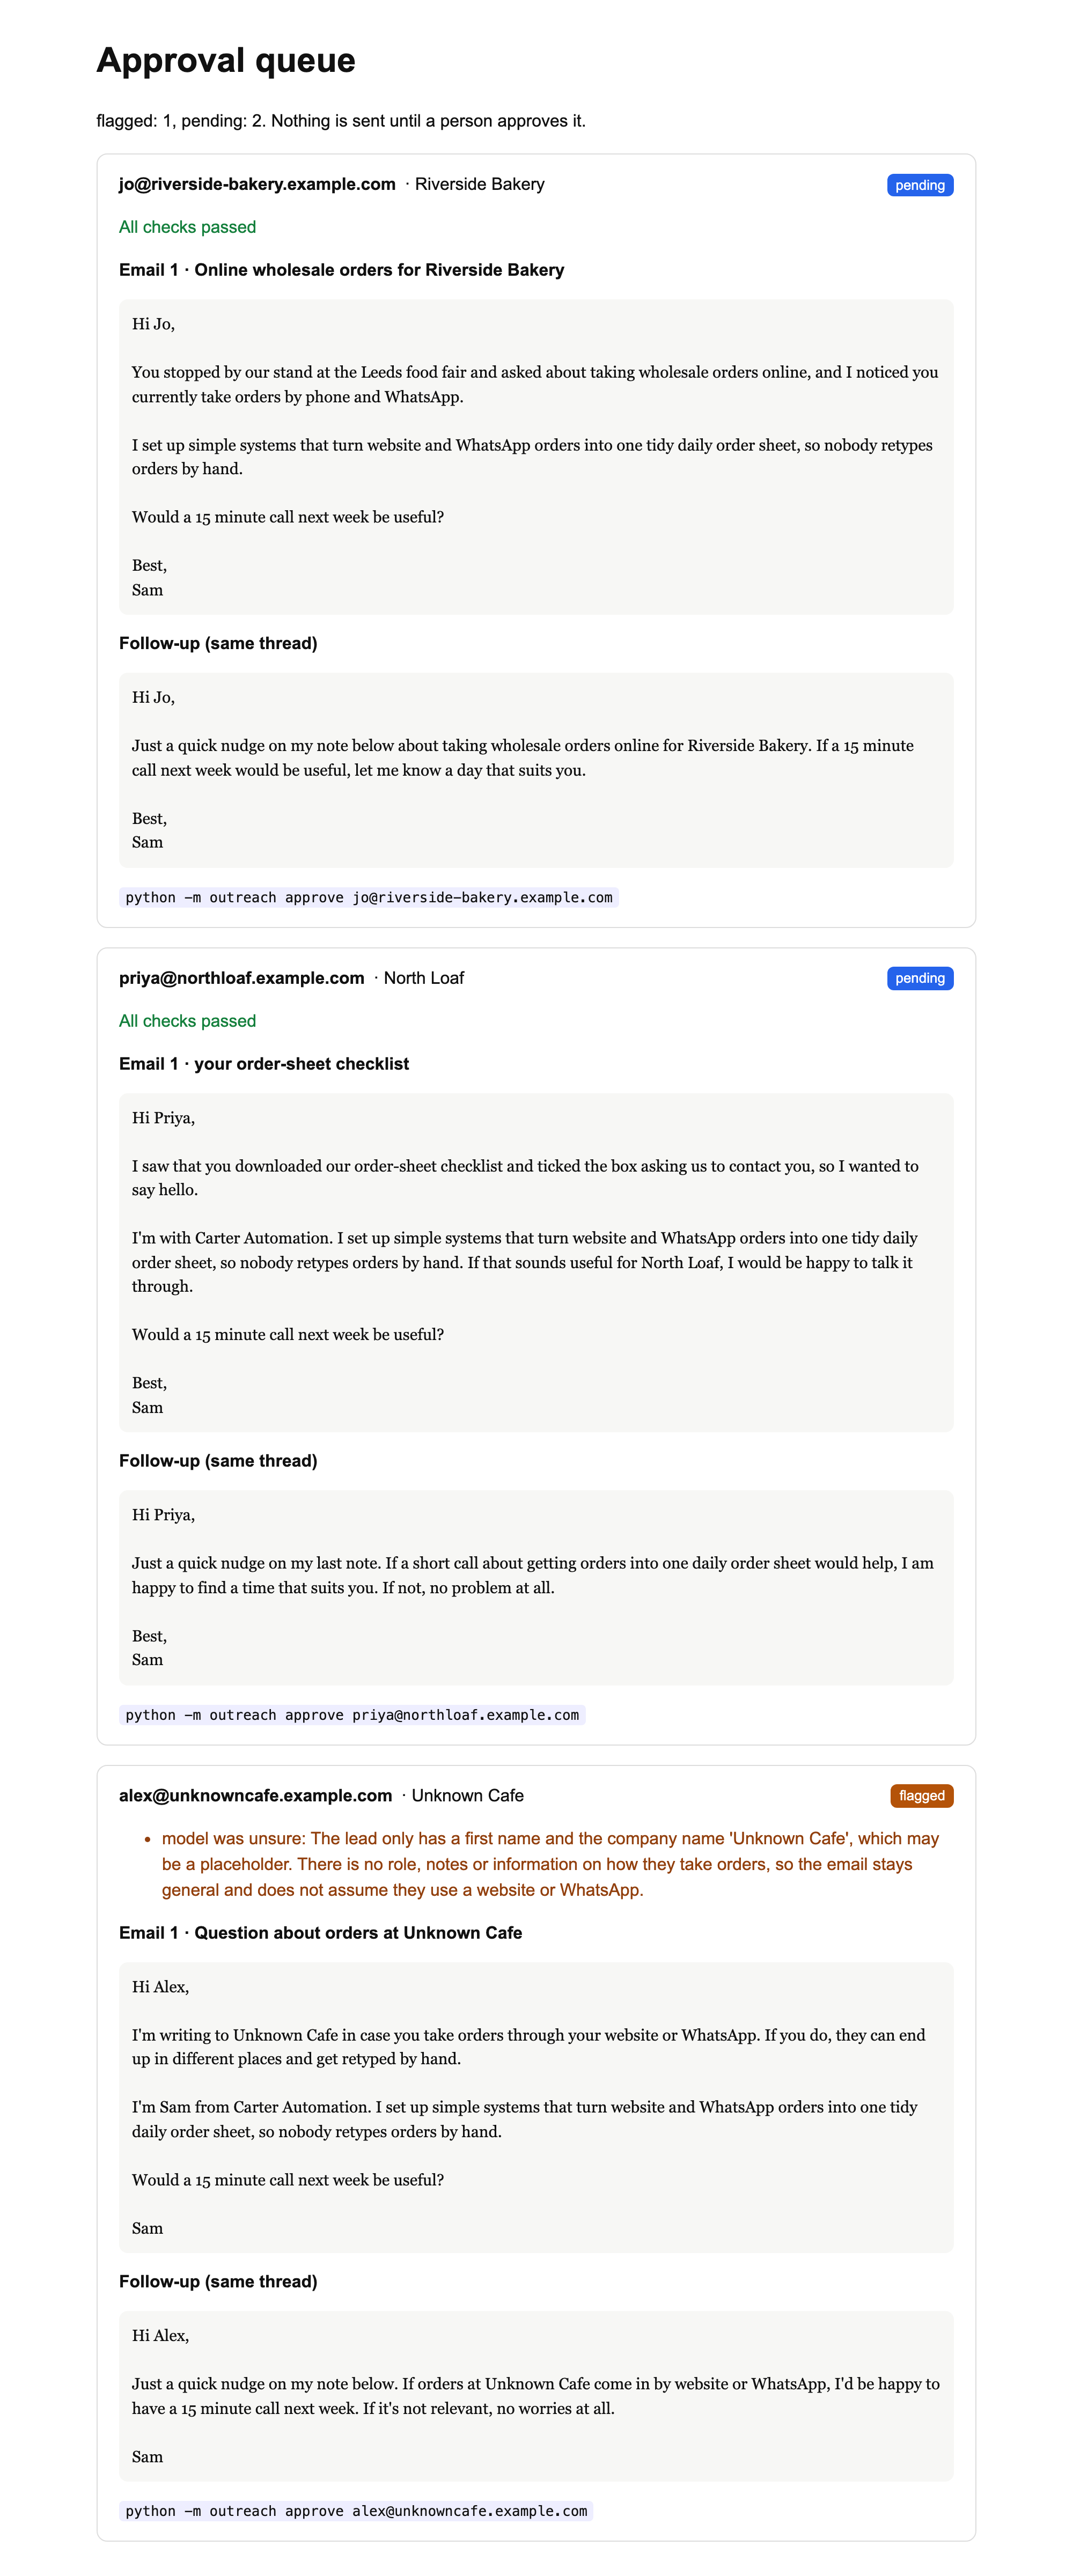 Approval queue
flagged: 1, pending: 2. Nothing is sent until a person approves it.
jo@riverside-bakery.example.com · Riverside Bakery
pending
All checks passed
Email 1 · Online wholesale orders for Riverside Bakery
Hi Jo,
You stopped by our stand at the Leeds food fair and asked about taking wholesale orders online, and I noticed you
currently take orders by phone and WhatsApp.
I set up simple systems that turn website and WhatsApp orders into one tidy daily order sheet, so nobody retypes
orders by hand.
Would a 15 minute call next week be useful?
Best,
Sam
Follow-up (same thread)
Hi Jo,
Just a quick nudge on my note below about taking wholesale orders online for Riverside Bakery. If a 15 minute
call next week would be useful, let me know a day that suits you.
Best,
Sam
python -m outreach approve jo@riverside-bakery.example.com
priya@northloaf.example.com · North Loaf
pending
All checks passed
Email 1 · your order-sheet checklist
Hi Priya,
I saw that you downloaded our order-sheet checklist and ticked the box asking us to contact you, so I wanted to
say hello.
I'm with Carter Automation. I set up simple systems that turn website and WhatsApp orders into one tidy daily
order sheet, so nobody retypes orders by hand. If that sounds useful for North Loaf, I would be happy to talk it
through.
Would a 15 minute call next week be useful?
Best,
Sam
Follow-up (same thread)
Hi Priya,
Just a quick nudge on my last note. If a short call about getting orders into one daily order sheet would help, I am
happy to find a time that suits you. If not, no problem at all.
Best,
Sam
python -m outreach approve priya@northloaf.example.com
alex@unknowncafe.example.com · Unknown Cafe
flagged
• model was unsure: The lead only has a first name and the company name 'Unknown Cafe', which may
be a placeholder. There is no role, notes or information on how they take orders, so the email stays
general and does not assume they use a website or WhatsApp.
Email 1 · Question about orders at Unknown Cafe
Hi Alex,
I'm writing to Unknown Cafe in case you take orders through your website or WhatsApp. If you do, they can end
up in different places and get retyped by hand.
I'm Sam from Carter Automation. I set up simple systems that turn website and WhatsApp orders into one tidy
daily order sheet, so nobody retypes orders by hand.
Would a 15 minute call next week be useful?
Sam
Follow-up (same thread)
Hi Alex,
Just a quick nudge on my note below. If orders at Unknown Cafe come in by website or WhatsApp, I'd be happy to
have a 15 minute call next week. If it's not relevant, no worries at all.
Sam
python -m outreach approve alex@unknowncafe.example.com